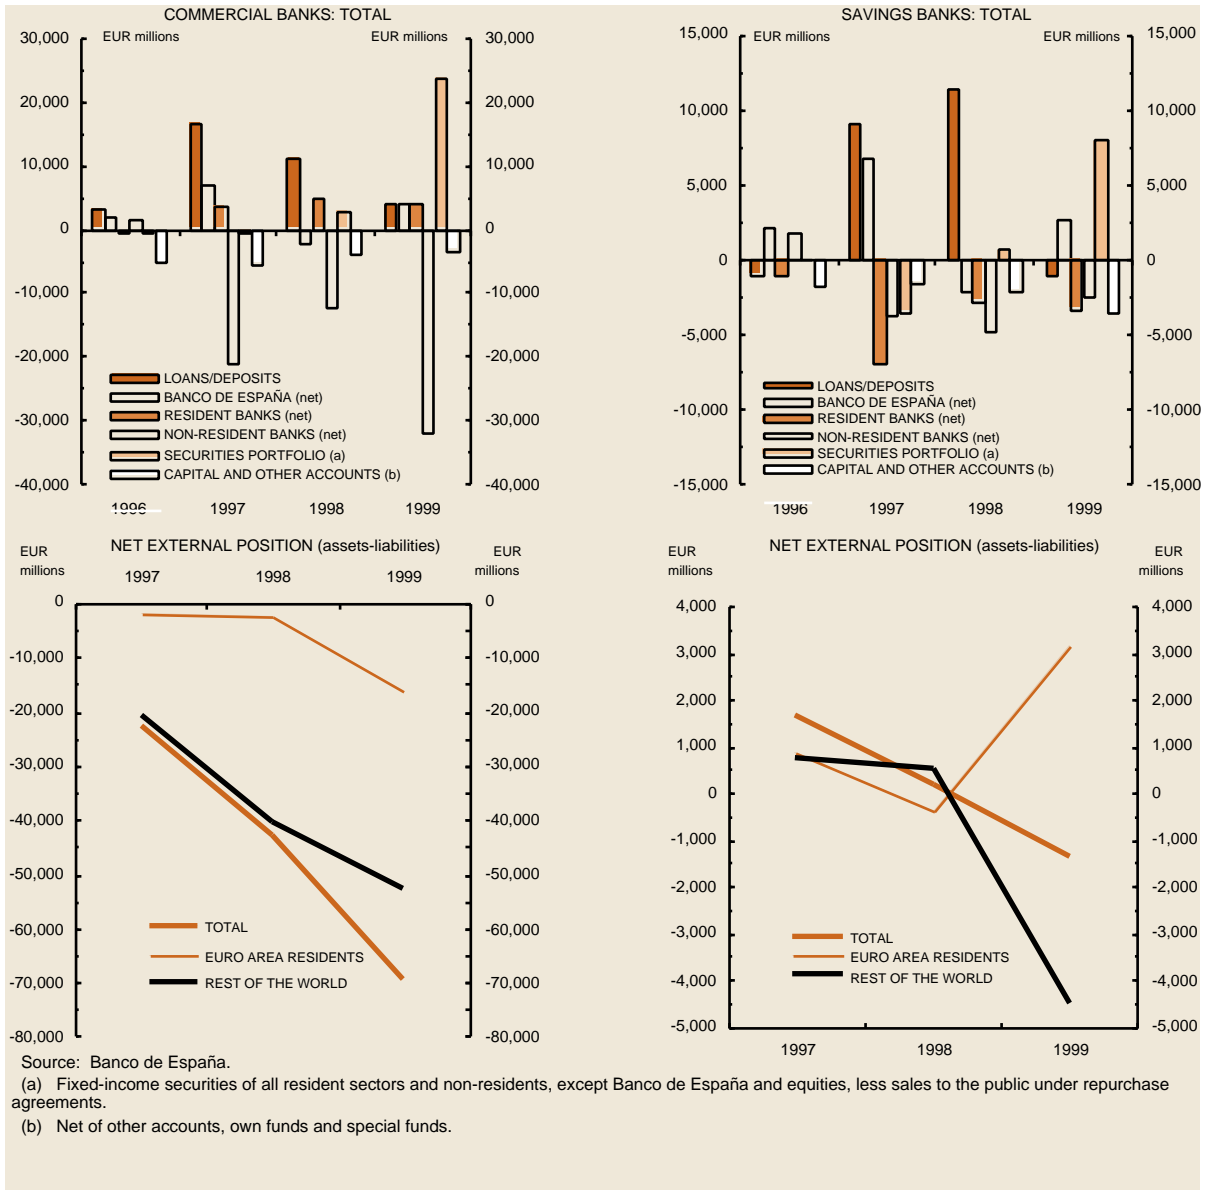 COMMERCIAL BANKS: TOTAL
EUR millions
EUR millions
30,000
20,000
10,000
0
-10,000
-20,000
-30,000
-40,000
30,000
20,000
10,000
0
-10,000
-20,000
-30,000
-40,000
LOANS/DEPOSITS
BANCO DE ESPAÑA (net)
RESIDENT BANKS (net)
NON-RESIDENT BANKS (net)
SECURITIES PORTFOLIO (a)
CAPITAL AND OTHER ACCOUNTS (b)
1996 1997 1998 1999
SAVINGS BANKS: TOTAL
EUR millions
EUR millions
15,000
10,000
5,000
0
-5,000
-10,000
-15,000
15,000
10,000
5,000
0
-5,000
-10,000
-15,000
LOANS/DEPOSITS
BANCO DE ESPAÑA (net)
RESIDENT BANKS (net)
NON-RESIDENT BANKS (net)
SECURITIES PORTFOLIO (a)
CAPITAL AND OTHER ACCOUNTS (b)
1996 1997 1998 1999
NET EXTERNAL POSITION (assets-liabilities)
EUR
millions
EUR
millions
1997 1998 1999
0
-10,000
-20,000
-30,000
-40,000
-50,000
-60,000
-70,000
-80,000
0
-10,000
-20,000
-30,000
-40,000
-50,000
-60,000
-70,000
-80,000
TOTAL
EURO AREA RESIDENTS
REST OF THE WORLD
NET EXTERNAL POSITION (assets-liabilities)
EUR
millions
EUR
millions
4,000
3,000
2,000
1,000
0
-1,000
-2,000
-3,000
-4,000
-5,000
4,000
3,000
2,000
1,000
0
-1,000
-2,000
-3,000
-4,000
-5,000
TOTAL
EURO AREA RESIDENTS
REST OF THE WORLD
1997 1998 1999
Source: Banco de España.
(a) Fixed-income securities of all resident sectors and non-residents, except Banco de España and equities, less sales to the public under repurchase
agreements.
(b) Net of other accounts, own funds and special funds.